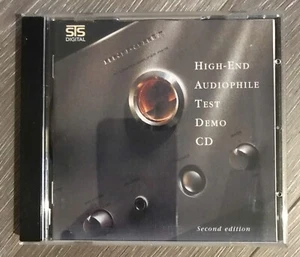 STS
DIGITAL
HIGH-END
AUDIOPHILE
TEST
DEMO
CD
Second edition